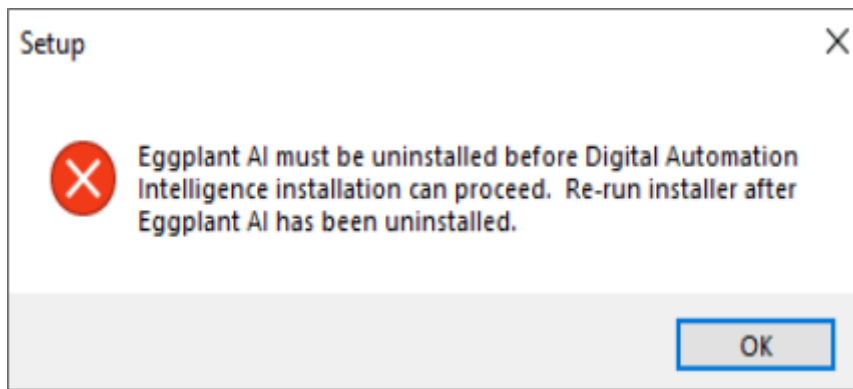 Setup
Eggplant AI must be uninstalled before Digital Automation
Intelligence installation can proceed.  Re-run installer after
Eggplant AI has been uninstalled.
OK